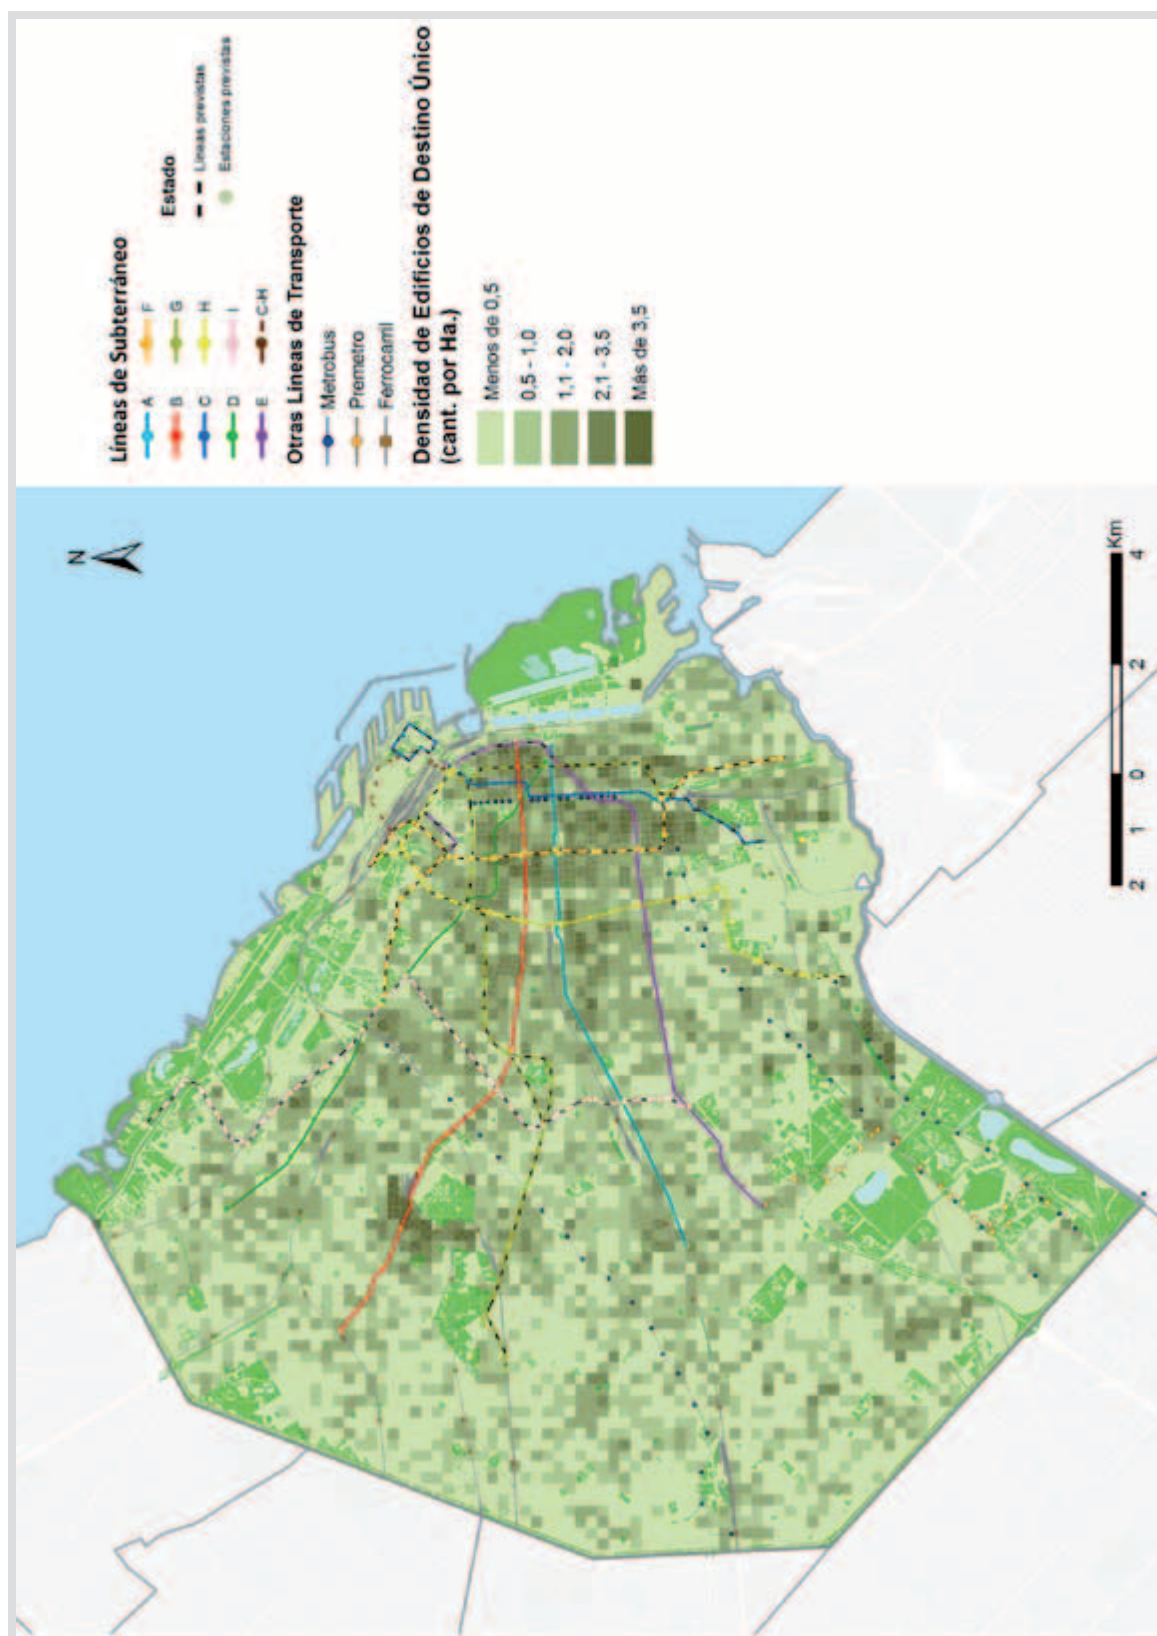 Líneas de Subterráneo
A
B
C
D
E
F
G
H
I
C-H
Estado
Líneas previstas
Estaciones previstas
Otras Líneas de Transporte
Metrobus
Premetro
Ferrocarril
Densidad de Edificios de Destino Único
(cant. por Ha.)
Menos de 0,5
0,5 - 1,0
1,1 - 2,0
2,1 - 3,5
Más de 3,5
N
2 1 0 2 4
Km